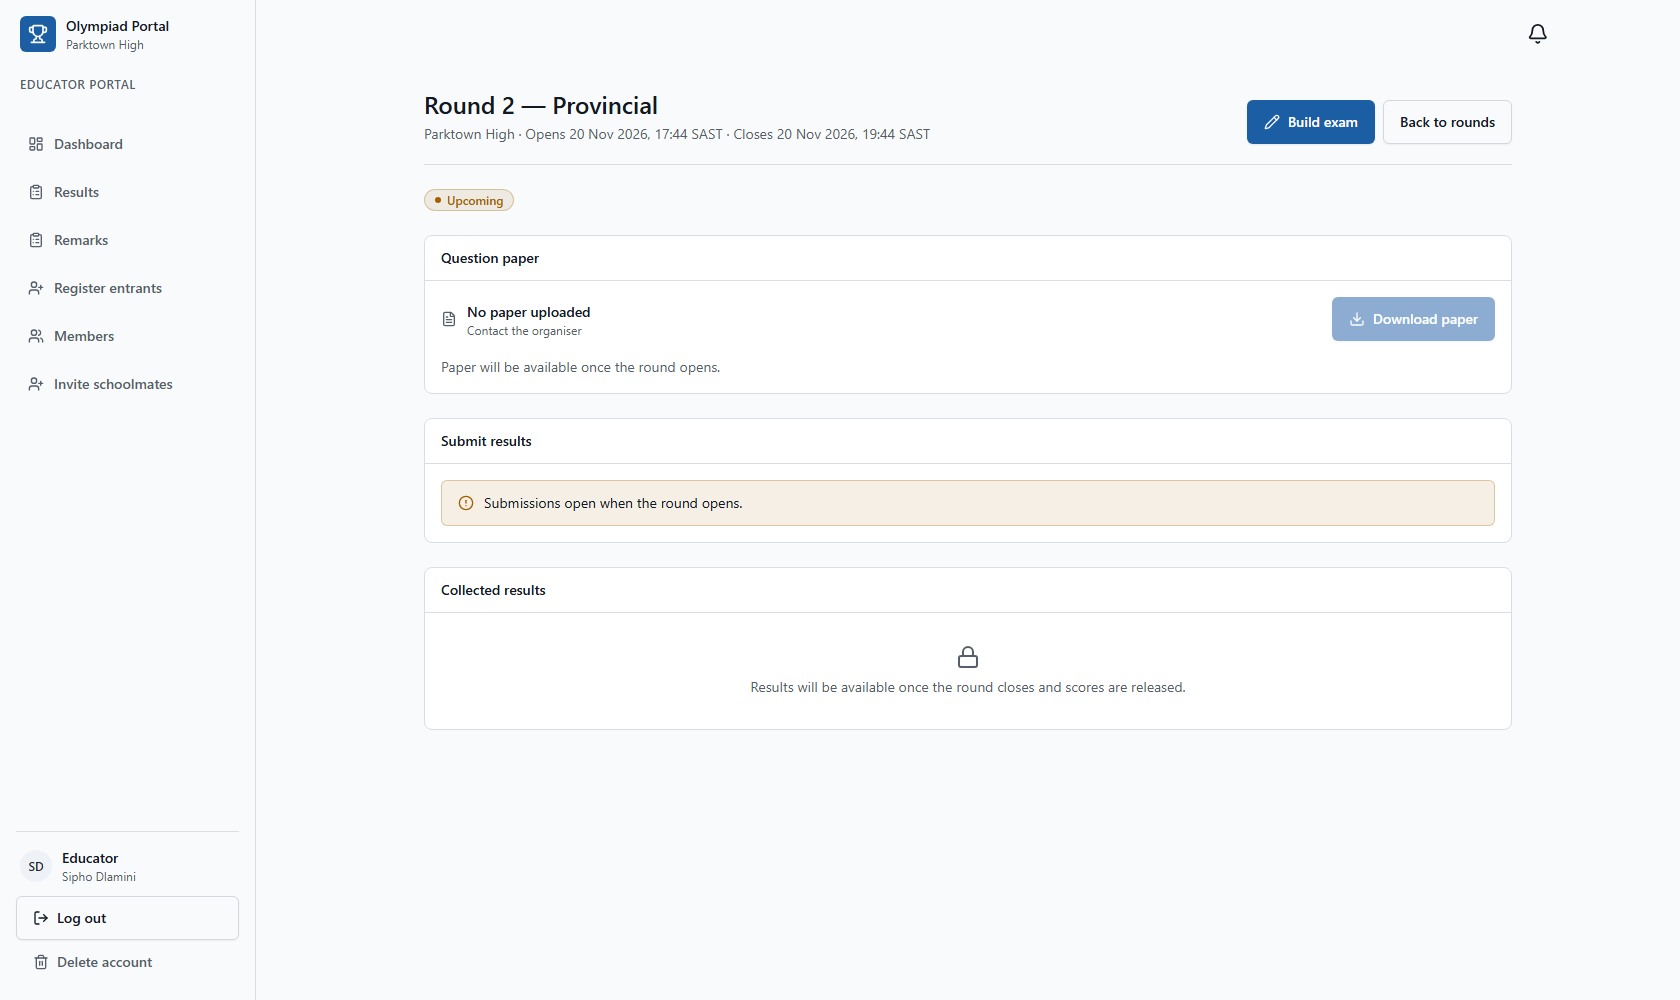 Olympiad Portal
Parktown High
EDUCATOR PORTAL
Dashboard
Results
Remarks
Register entrants
Members
Invite schoolmates
SD
Educator
Sipho Dlamini
Log out
Delete account
Round 2 — Provincial
Parktown High · Opens 20 Nov 2026, 17:44 SAST · Closes 20 Nov 2026, 19:44 SAST
Build exam
Back to rounds
Upcoming
Question paper
No paper uploaded
Contact the organiser
Download paper
Paper will be available once the round opens.
Submit results
Submissions open when the round opens.
Collected results
Results will be available once the round closes and scores are released.